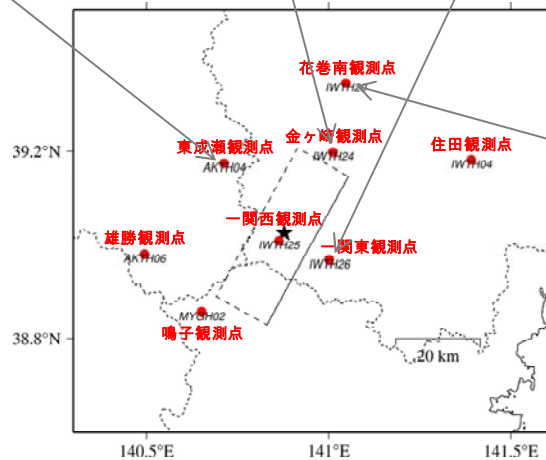 花巻南観測点
IWTH20
金ヶ崎観測点
IWTH24
東成瀬観測点
AKTH04
住田観測点
IWTH04
39.2°N
一関西観測点
IWTH25
一関東観測点
IWTH26
雄勝観測点
AKTH06
MYGH02
鳴子観測点
38.8°N
20 km
140.5°E
141°E
141.5°E